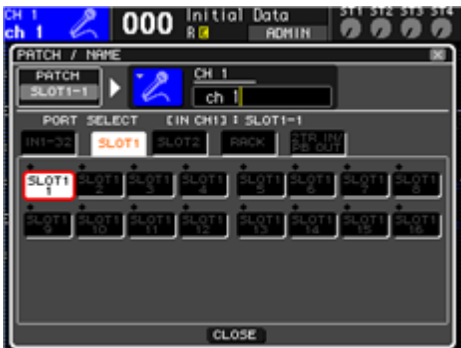 CH 1
ch 1
000
Initial Data
R
ADMIN
ST1 ST2 ST3 ST4
PATCH / NAME
PATCH
SLOT1-1
CH 1
ch 1
PORT SELECT [IN CH1] : SLOT1-1
IN1-32 SLOT1 SLOT2 RACK 2TR IN/ PB OUT
SLOT1 1 SLOT1 2 SLOT1 3 SLOT1 4 SLOT1 5 SLOT1 6 SLOT1 7 SLOT1 8
SLOT1 9 SLOT1 10 SLOT1 11 SLOT1 12 SLOT1 13 SLOT1 14 SLOT1 15 SLOT1 16
CLOSE